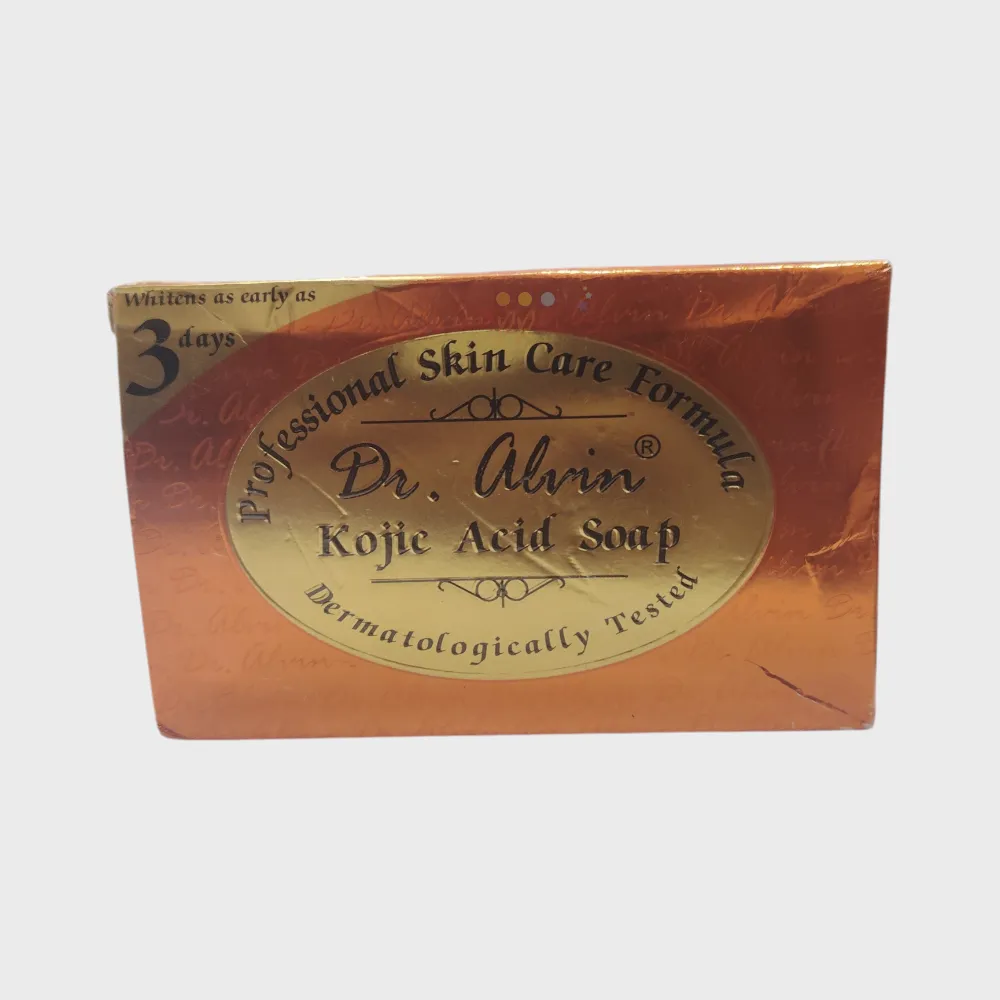 Whitens as early as
3 days
Professional Skin Care Formula
Dr. Alvin®
Kojic Acid Soap
Dermatologically Tested